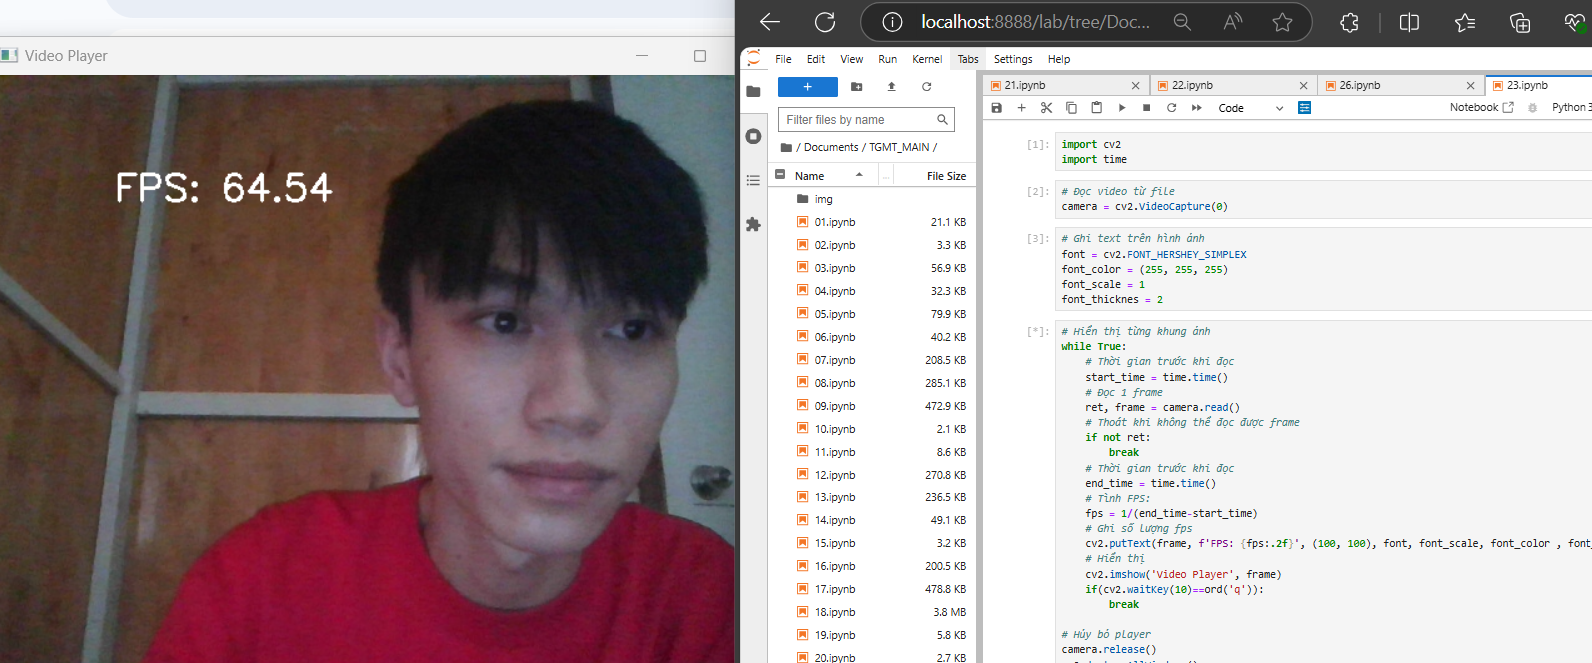 Video Player
FPS: 64.54
localhost:8888/lab/tree/Doc...
File Edit View Run Kernel Tabs Settings Help
21.ipynb
22.ipynb
26.ipynb
23.ipynb
Code
Notebook
Python 3
Filter files by name
/ Documents / TGMT_MAIN /
Name ... File Size
img
01.ipynb 21.1 KB
02.ipynb 3.3 KB
03.ipynb 56.9 KB
04.ipynb 32.3 KB
05.ipynb 79.9 KB
06.ipynb 40.2 KB
07.ipynb 208.5 KB
08.ipynb 285.1 KB
09.ipynb 472.9 KB
10.ipynb 2.1 KB
11.ipynb 8.6 KB
12.ipynb 270.8 KB
13.ipynb 236.5 KB
14.ipynb 49.1 KB
15.ipynb 3.2 KB
16.ipynb 200.5 KB
17.ipynb 478.8 KB
18.ipynb 3.8 MB
19.ipynb 5.8 KB
20.ipynb 2.7 KB
[1]: import cv2
import time
[2]: # Đọc video từ file
camera = cv2.VideoCapture(0)
[3]: # Ghi text trên hình ảnh
font = cv2.FONT_HERSHEY_SIMPLEX
font_color = (255, 255, 255)
font_scale = 1
font_thicknes = 2
[*]: # Hiển thị từng khung ảnh
while True:
# Thời gian trước khi đọc
start_time = time.time()
# Đọc 1 frame
ret, frame = camera.read()
# Thoát khi không thể đọc được frame
if not ret:
break
# Thời gian trước khi đọc
end_time = time.time()
# Tính FPS:
fps = 1/(end_time-start_time)
# Ghi số lượng fps
cv2.putText(frame, f'FPS: {fps:.2f}', (100, 100), font, font_scale, font_color , font_
# Hiển thị
cv2.imshow('Video Player', frame)
if(cv2.waitKey(10)==ord('q')):
break
# Hủy bỏ player
camera.release()